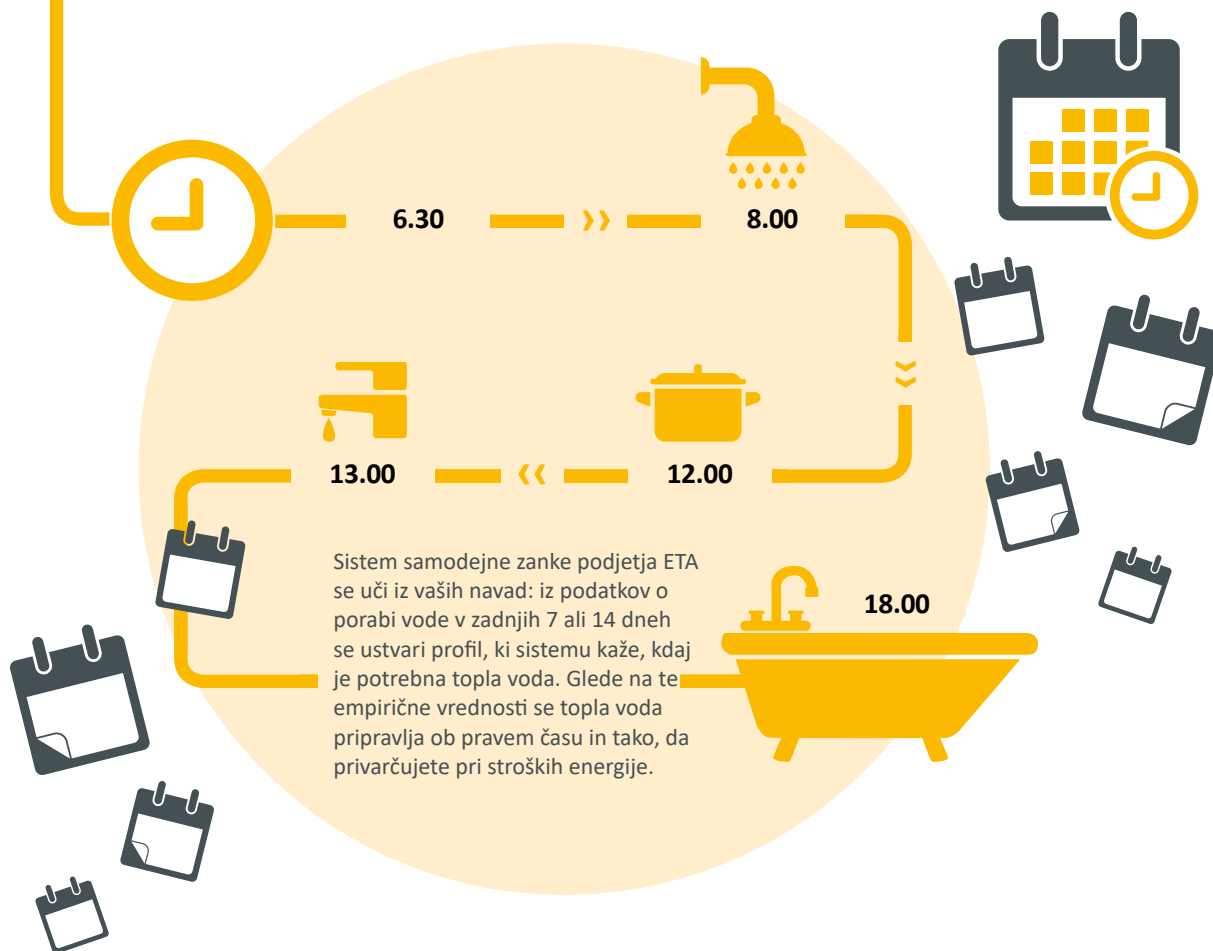 6.30
8.00
13.00
12.00
Sistem samodejne zanke podjetja ETA
se uči iz vaših navad: iz podatkov o
porabi vode v zadnjih 7 ali 14 dneh
se ustvari profil, ki sistemu kaže, kdaj
je potrebna topla voda. Glede na te
empirične vrednosti se topla voda
pripravlja ob pravem času in tako, da
privarčujete pri stroških energije.
18.00